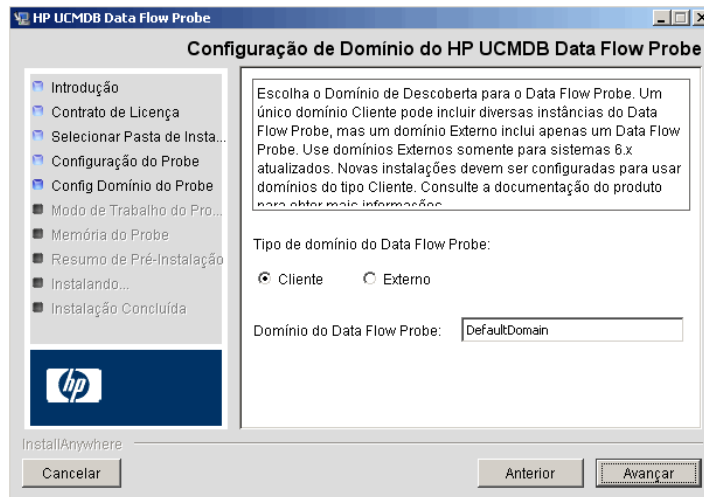 HP UCMDB Data Flow Probe
Configuração de Domínio do HP UCMDB Data Flow Probe
Introdução
Contrato de Licença
Selecionar Pasta de Insta...
Configuração do Probe
Config Domínio do Probe
Modo de Trabalho do Pro...
Memória do Probe
Resumo de Pré-Instalação
Instalando...
Instalação Concluída
hp
Escolha o Domínio de Descoberta para o Data Flow Probe. Um
único domínio Cliente pode incluir diversas instâncias do Data
Flow Probe, mas um domínio Externo inclui apenas um Data Flow
Probe. Use domínios Externos somente para sistemas 6.x
atualizados. Novas instalações devem ser configuradas para usar
domínios do tipo Cliente. Consulte a documentação do produto
para obter mais informações
Tipo de domínio do Data Flow Probe:
Cliente
Externo
Domínio do Data Flow Probe:
DefaultDomain
InstallAnywhere
Cancelar
Anterior
Avançar